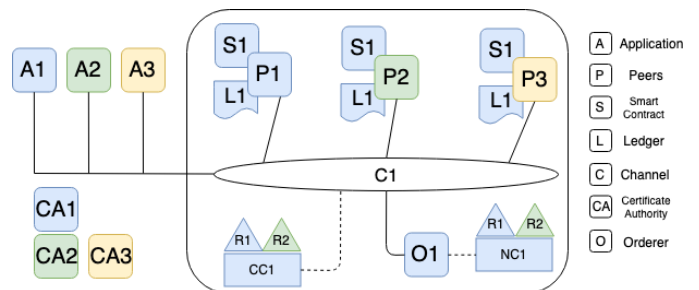 A1
A2
A3
CA1
CA2
CA3
S1
P1
L1
S1
P2
L1
S1
P3
L1
C1
R1
R2
CC1
O1
R1
R2
NC1
A Application
P Peers
S Smart
Contract
L Ledger
C Channel
CA Certificate
Authority
O Orderer